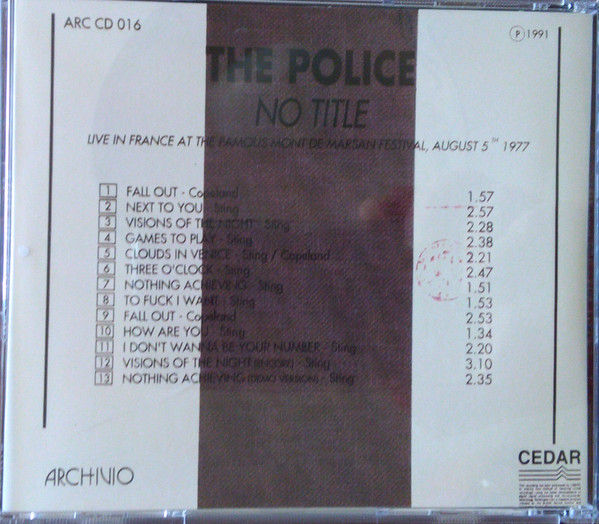 ARC CD 016
Ⓟ 1991
THE POLICE
NO TITLE
LIVE IN FRANCE AT THE FAMOUS MONT-DE MARSAN FESTIVAL, AUGUST 5TH 1977
1 FALL OUT - Copeland 1.57
2 NEXT TO YOU - Sting 2.57
3 VISIONS OF THE NIGHT - Sting 2.28
4 GAMES TO PLAY - Sting 2.38
5 CLOUDS IN VENICE - Sting / Copeland 2.21
6 THREE O'CLOCK - Sting 2.47
7 NOTHING ACHIEVING - Sting 1.51
8 TO FUCK I WANT - Sting 1.53
9 FALL OUT - Copeland 2.53
10 HOW ARE YOU - Sting 1.34
11 I DON'T WANNA BE YOUR NUMBER - Sting 2.20
12 VISIONS OF THE NIGHT (ENCORE) - Sting 3.10
13 NOTHING ACHIEVING (DEMO VERSION) - Sting 2.35
ARCHIVIO
CEDAR